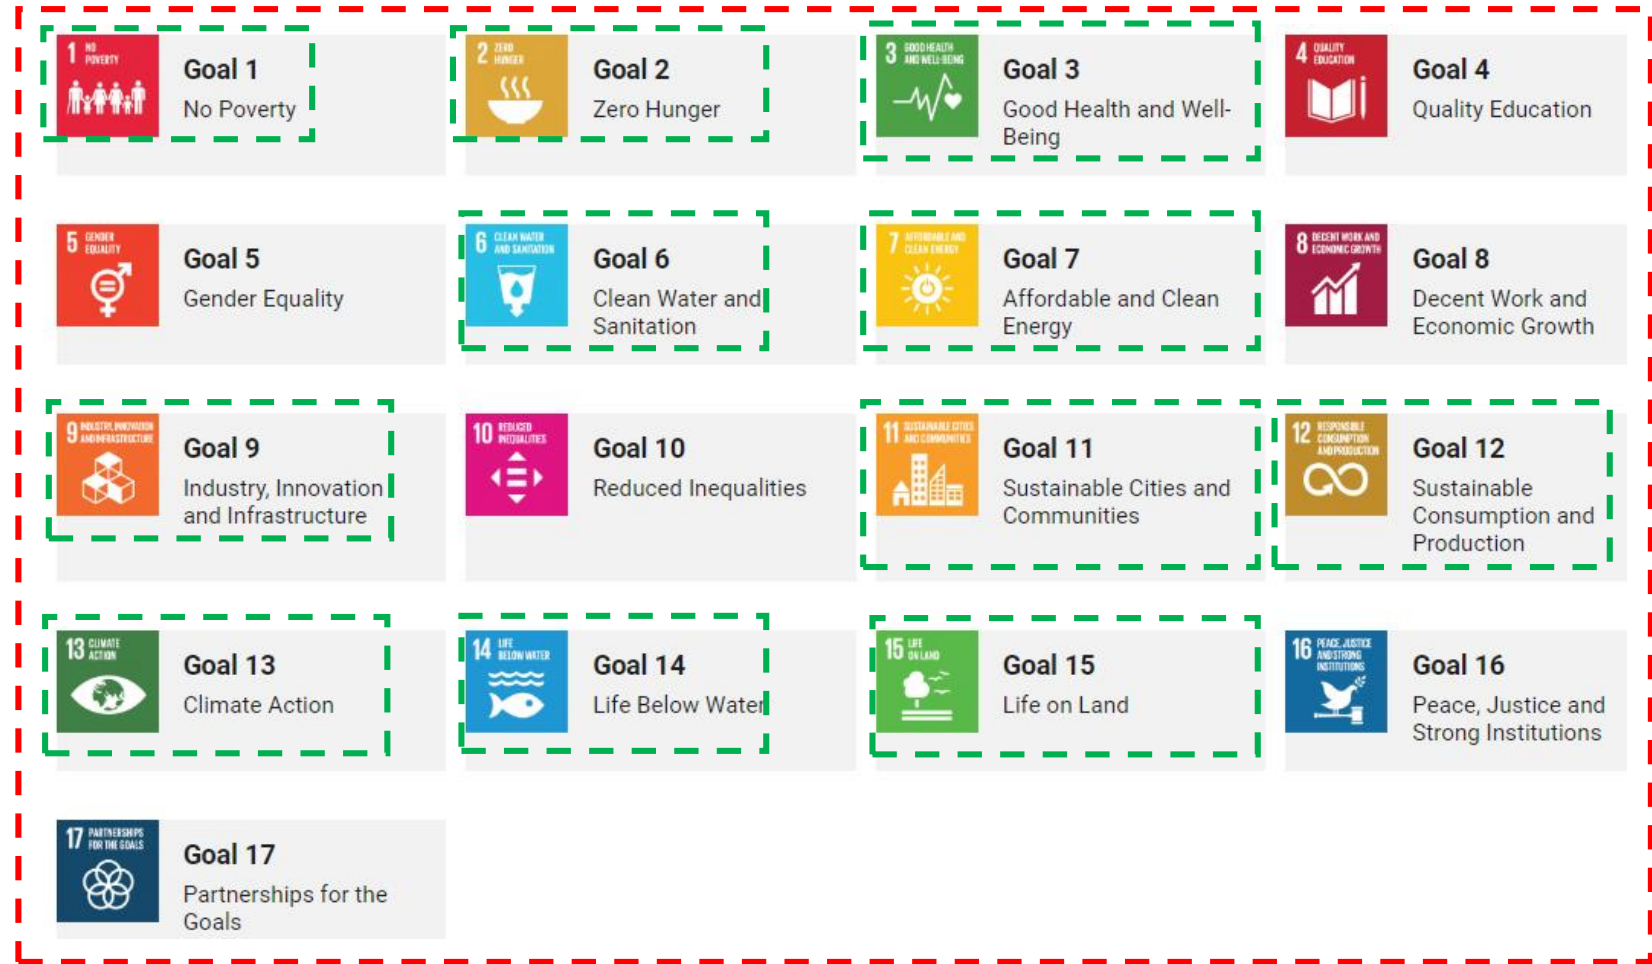 1 NO
POVERTY
Goal 1
No Poverty
2 ZERO
HUNGER
Goal 2
Zero Hunger
3 GOOD HEALTH
AND WELL-BEING
Goal 3
Good Health and Well-
Being
4 QUALITY
EDUCATION
Goal 4
Quality Education
5 GENDER
EQUALITY
Goal 5
Gender Equality
6 CLEAN WATER
AND SANITATION
Goal 6
Clean Water and
Sanitation
7 AFFORDABLE AND
CLEAN ENERGY
Goal 7
Affordable and Clean
Energy
8 DECENT WORK AND
ECONOMIC GROWTH
Goal 8
Decent Work and
Economic Growth
9 INDUSTRY, INNOVATION
AND INFRASTRUCTURE
Goal 9
Industry, Innovation
and Infrastructure
10 REDUCED
INEQUALITIES
Goal 10
Reduced Inequalities
11 SUSTAINABLE CITIES
AND COMMUNITIES
Goal 11
Sustainable Cities and
Communities
12 RESPONSIBLE
CONSUMPTION
AND PRODUCTION
Goal 12
Sustainable
Consumption and
Production
13 CLIMATE
ACTION
Goal 13
Climate Action
14 LIFE
BELOW WATER
Goal 14
Life Below Water
15 LIFE
ON LAND
Goal 15
Life on Land
16 PEACE, JUSTICE
AND STRONG
INSTITUTIONS
Goal 16
Peace, Justice and
Strong Institutions
17 PARTNERSHIPS
FOR THE GOALS
Goal 17
Partnerships for the
Goals